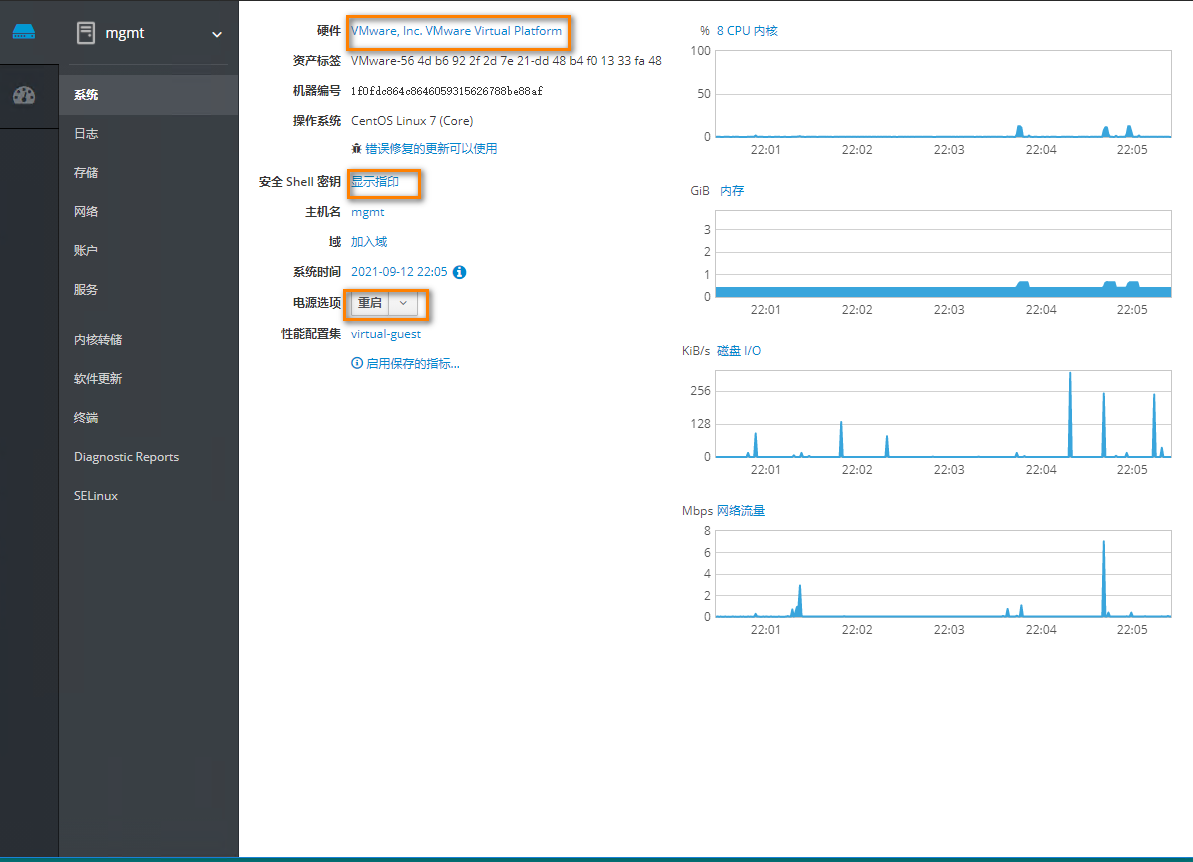 mgmt
系统
日志
存储
网络
账户
服务
内核转储
软件更新
终端
Diagnostic Reports
SELinux
硬件 VMware, Inc. VMware Virtual Platform
资产标签 VMware-56 4d b6 92 2f 2d 7e 21-dd 48 b4 f0 13 33 fa 48
机器编号 1f0fdc864c8646059315626788be88af
操作系统 CentOS Linux 7 (Core)
错误修复的更新可以使用
安全 Shell 密钥 显示指印
主机名 mgmt
域 加入域
系统时间 2021-09-12 22:05
电源选项 重启
性能配置集 virtual-guest
启用保存的指标...
% 8 CPU 内核
100
50
0
22:01 22:02 22:03 22:04 22:05
GiB 内存
3
2
1
0
22:01 22:02 22:03 22:04 22:05
KiB/s 磁盘 I/O
256
128
0
22:01 22:02 22:03 22:04 22:05
Mbps 网络流量
8
6
4
2
0
22:01 22:02 22:03 22:04 22:05